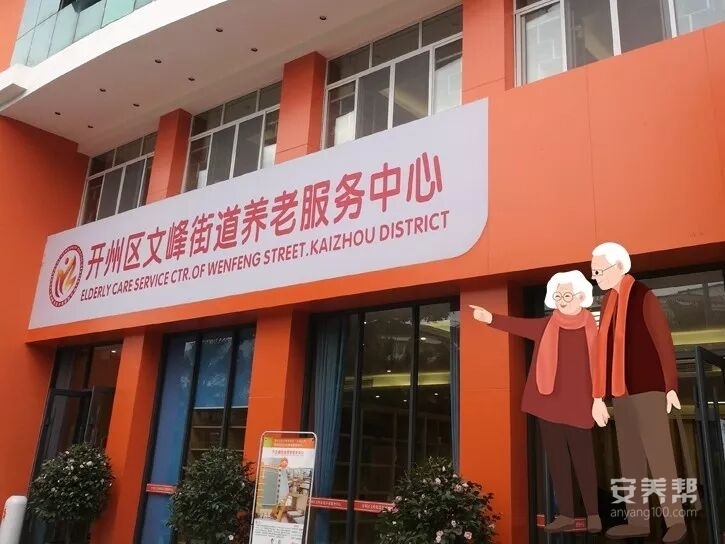 开州区文峰街道养老服务中心
ELDERLY CARE SERVICE CTR.OF WENFENG STREET.KAIZHOU DISTRICT
安养帮
anyang100.com